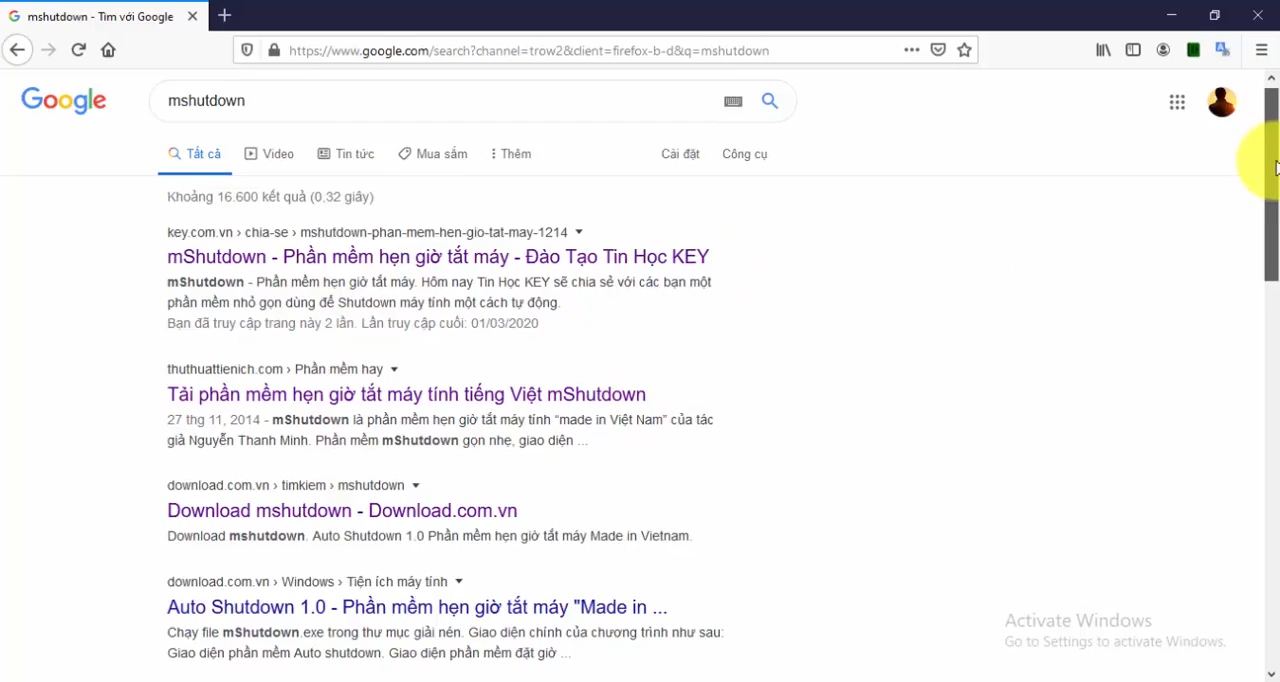 mshutdown - Tìm với Google
https://www.google.com/search?channel=trow2&client=firefox-b-d&q=mshutdown
Google
mshutdown
Tất cả
Video
Tin tức
Mua sắm
Thêm
Cài đặt
Công cụ
Khoảng 16.600 kết quả (0,32 giây)
key.com.vn › chia-se › mshutdown-phan-mem-hen-gio-tat-may-1214
mShutdown - Phần mềm hẹn giờ tắt máy - Đào Tạo Tin Học KEY
mShutdown - Phần mềm hẹn giờ tắt máy. Hôm nay Tin Học KEY sẽ chia sẻ với các bạn một
phần mềm nhỏ gọn dùng để Shutdown máy tính một cách tự động.
Bạn đã truy cập trang này 2 lần. Lần truy cập cuối: 01/03/2020
thuthuattienich.com › Phần mềm hay
Tải phần mềm hẹn giờ tắt máy tính tiếng Việt mShutdown
27 thg 11, 2014 - mShutdown là phần mềm hẹn giờ tắt máy tính “made in Việt Nam” của tác
giả Nguyễn Thanh Minh. Phần mềm mShutdown gọn nhẹ, giao diện ...
download.com.vn › timkiem › mshutdown
Download mshutdown - Download.com.vn
Download mshutdown. Auto Shutdown 1.0 Phần mềm hẹn giờ tắt máy Made in Vietnam.
download.com.vn › Windows › Tiện ích máy tính
Auto Shutdown 1.0 - Phần mềm hẹn giờ tắt máy "Made in ...
Chạy file mShutdown.exe trong thư mục giải nén. Giao diện chính của chương trình như sau:
Giao diện phần mềm Auto shutdown. Giao diện phần mềm đặt giờ ...
Activate Windows
Go to Settings to activate Windows.